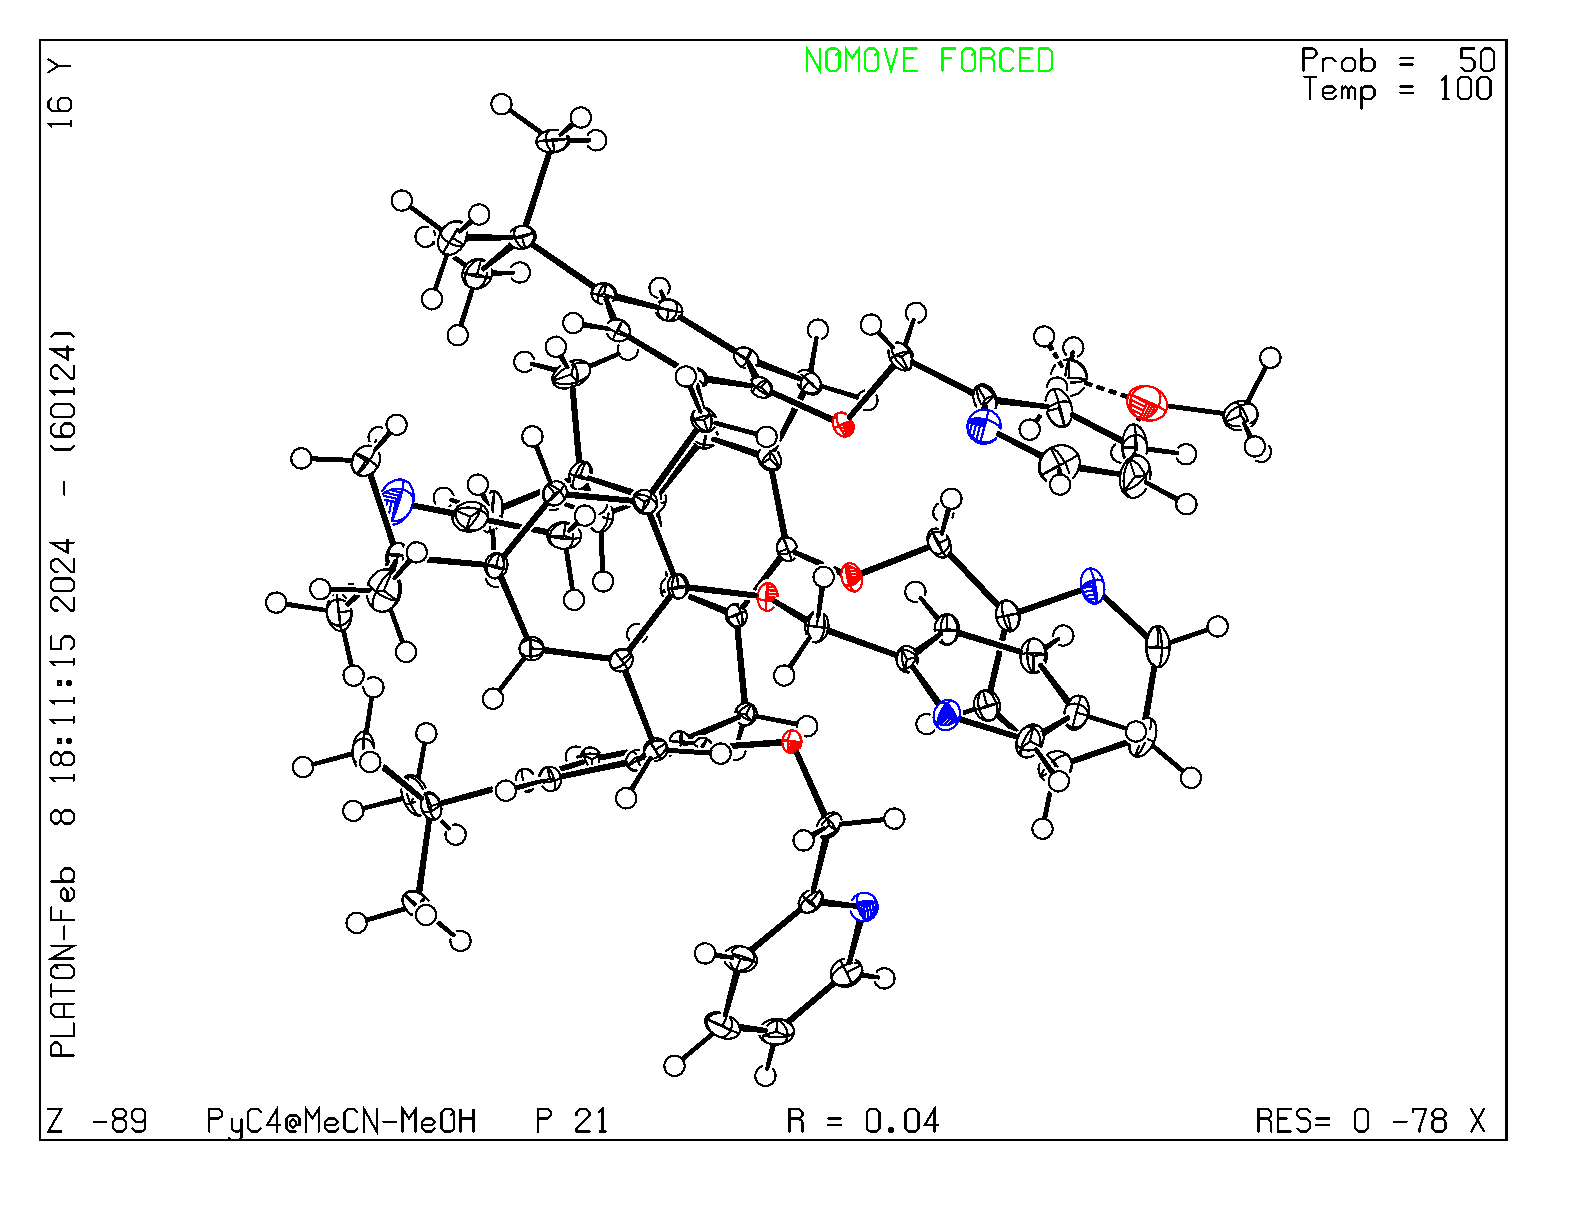 NOMOVE FORCED
Prob = 50
Temp = 100
PLATON-Feb 8 18:11:15 2024 - (60124) 16 Y
Z -89 PyC4@MeCN-MeOH P 21 R = 0.04 RES= 0 -78 X